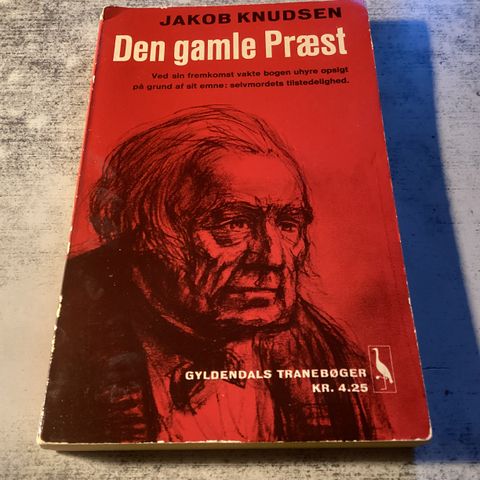 JAKOB KNUDSEN
Den gamle Præst
Ved sin fremkomst vakte bogen uhyre opsigt
på grund af sit emne: selvmordets tilstedelighed.
GYLDENDALS TRANEBØGER
KR. 4.25